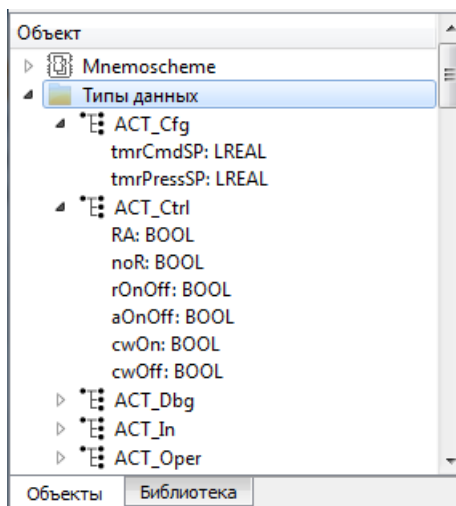 Объект
Mnemoscheme
Типы данных
ACT_Cfg
tmrCmdSP: LREAL
tmrPressSP: LREAL
ACT_Ctrl
RA: BOOL
noR: BOOL
rOnOff: BOOL
aOnOff: BOOL
cwOn: BOOL
cwOff: BOOL
ACT_Dbg
ACT_In
ACT_Oper
Объекты Библиотека